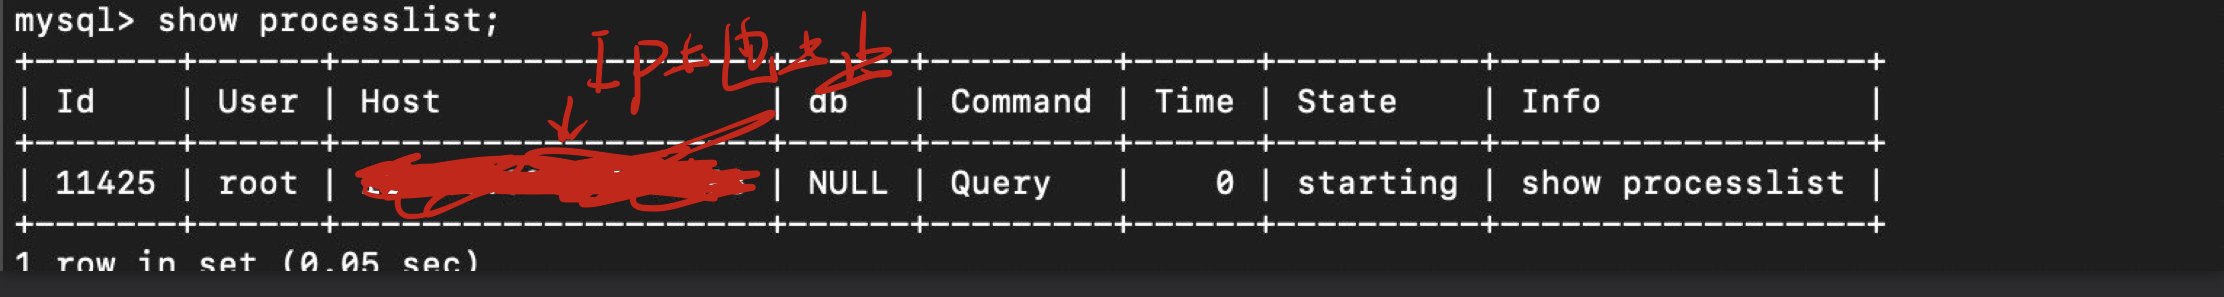 mysql> show processlist;
Ip地址
+-------+------+----------------------+------+---------+------+----------+------------------+
| Id | User | Host | db | Command | Time | State | Info |
+-------+------+----------------------+------+---------+------+----------+------------------+
| 11425 | root | | NULL | Query | 0 | starting | show processlist |
+-------+------+----------------------+------+---------+------+----------+------------------+
1 row in set (0.05 sec)